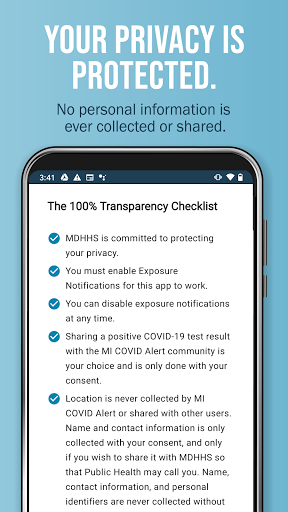 YOUR PRIVACY IS
PROTECTED.
No personal information is
ever collected or shared.
3:41
The 100% Transparency Checklist
MDHHS is committed to protecting
your privacy.
You must enable Exposure
Notifications for this app to work.
You can disable exposure notifications
at any time.
Sharing a positive COVID-19 test result
with the MI COVID Alert community is
your choice and is only done with your
consent.
Location is never collected by MI
COVID Alert or shared with other users.
Name and contact information is only
collected with your consent, and only
if you wish to share it with MDHHS so
that Public Health may call you. Name,
contact information, and personal
identifiers are never collected without